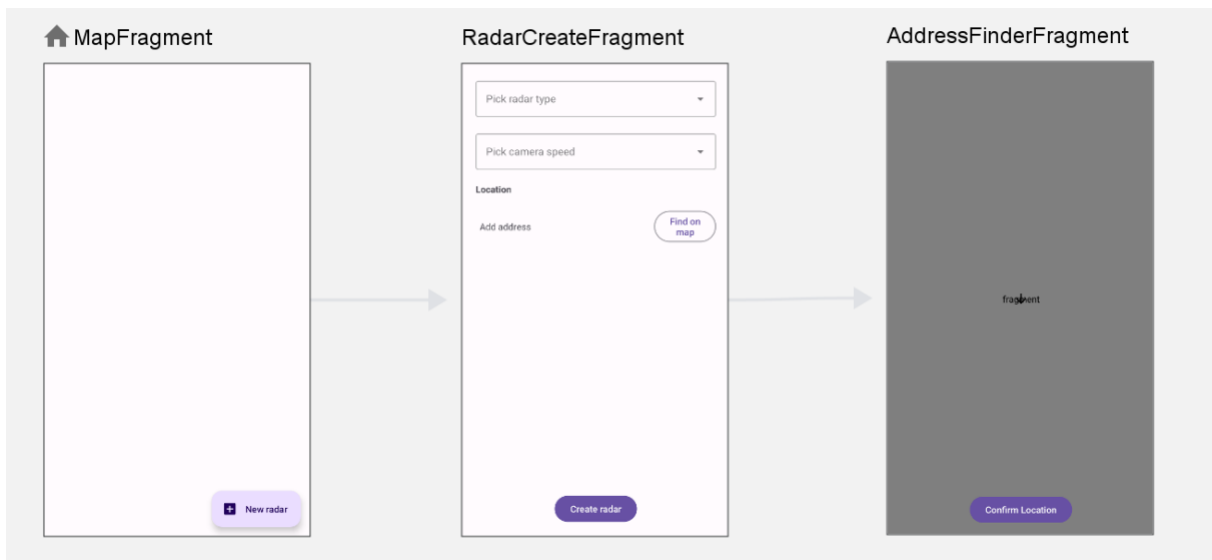 MapFragment
New radar
RadarCreateFragment
Pick radar type
Pick camera speed
Location
Add address
Find on
map
Create radar
AddressFinderFragment
fragment
Confirm Location